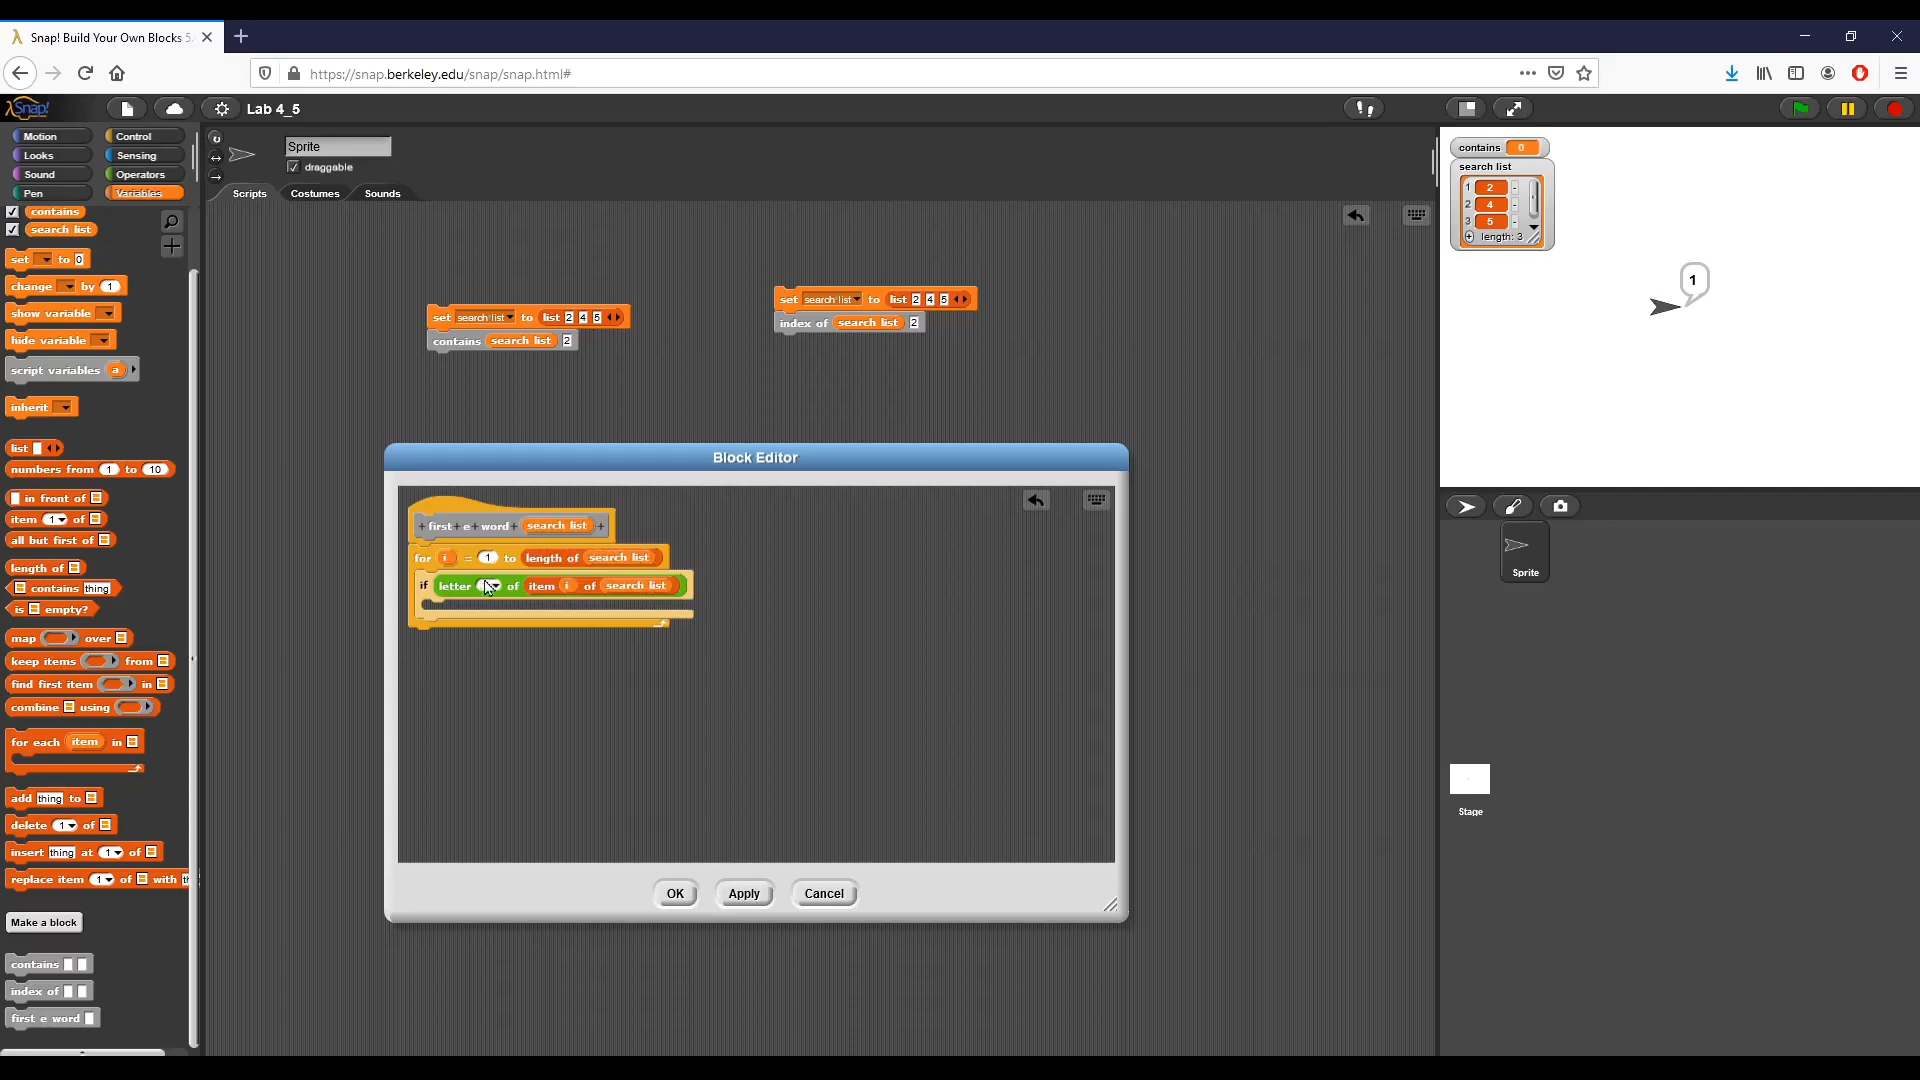 Snap! Build Your Own Blocks 5.
https://snap.berkeley.edu/snap/snap.html#
Snap!
Lab 4_5
Motion
Control
Looks
Sensing
Sound
Operators
Pen
Variables
Sprite
draggable
Scripts
Costumes
Sounds
contains
search list
set to 0
change by 1
show variable
hide variable
script variables a
inherit
list
numbers from 1 to 10
in front of
item 1 of
all but first of
length of
contains thing
is empty?
map over
keep items from
find first item in
combine using
for each item in
add thing to
delete 1 of
insert thing at 1 of
replace item 1 of with
Make a block
contains
index of
first e word
set search list to list 2 4 5
contains search list 2
set search list to list 2 4 5
index of search list 2
Block Editor
+ first + e + word + search list +
for i = 1 to length of search list
if letter of item i of search list
OK
Apply
Cancel
contains 0
search list
1 2 -
2 4 -
3 5 -
+ length: 3
1
Sprite
Stage